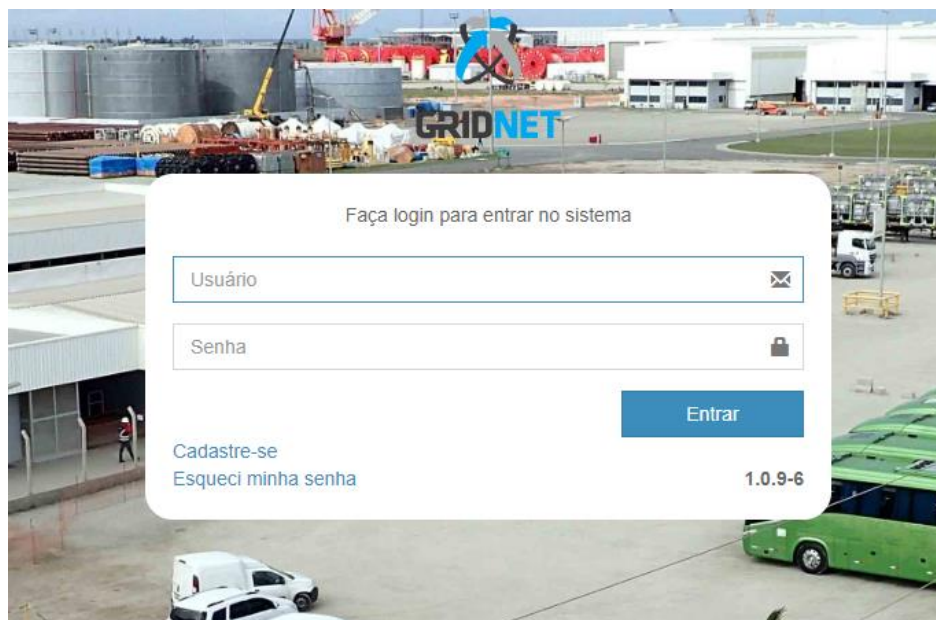 GRIDNET
Faça login para entrar no sistema
Usuário
Senha
Entrar
Cadastre-se
Esqueci minha senha
1.0.9-6